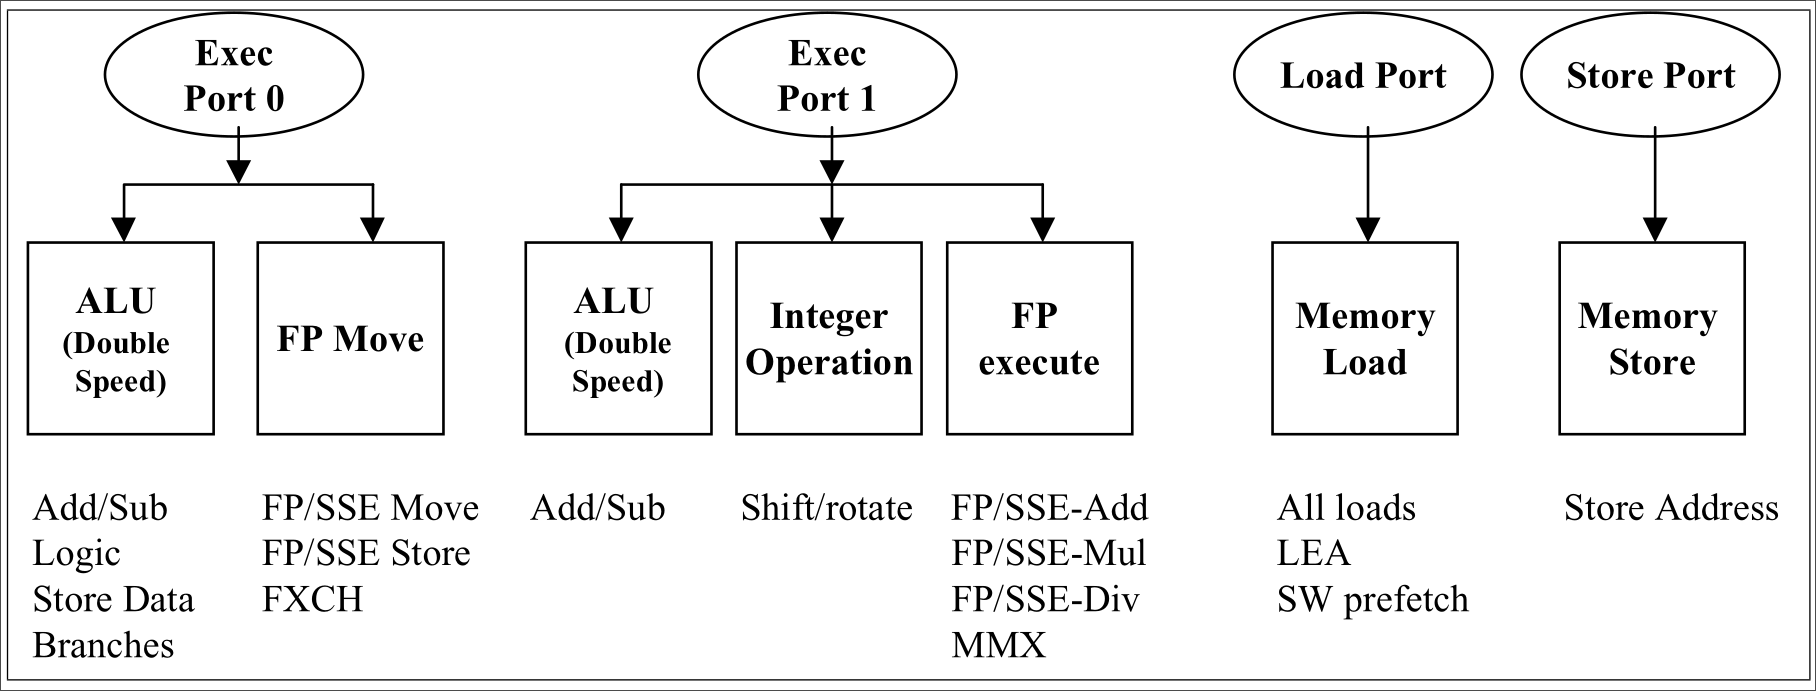 Exec
Port 0
Exec
Port 1
Load Port
Store Port
ALU
(Double
Speed)
FP Move
ALU
(Double
Speed)
Integer
Operation
FP
execute
Memory
Load
Memory
Store
Add/Sub
Logic
Store Data
Branches
FP/SSE Move
FP/SSE Store
FXCH
Add/Sub
Shift/rotate
FP/SSE-Add
FP/SSE-Mul
FP/SSE-Div
MMX
All loads
LEA
SW prefetch
Store Address